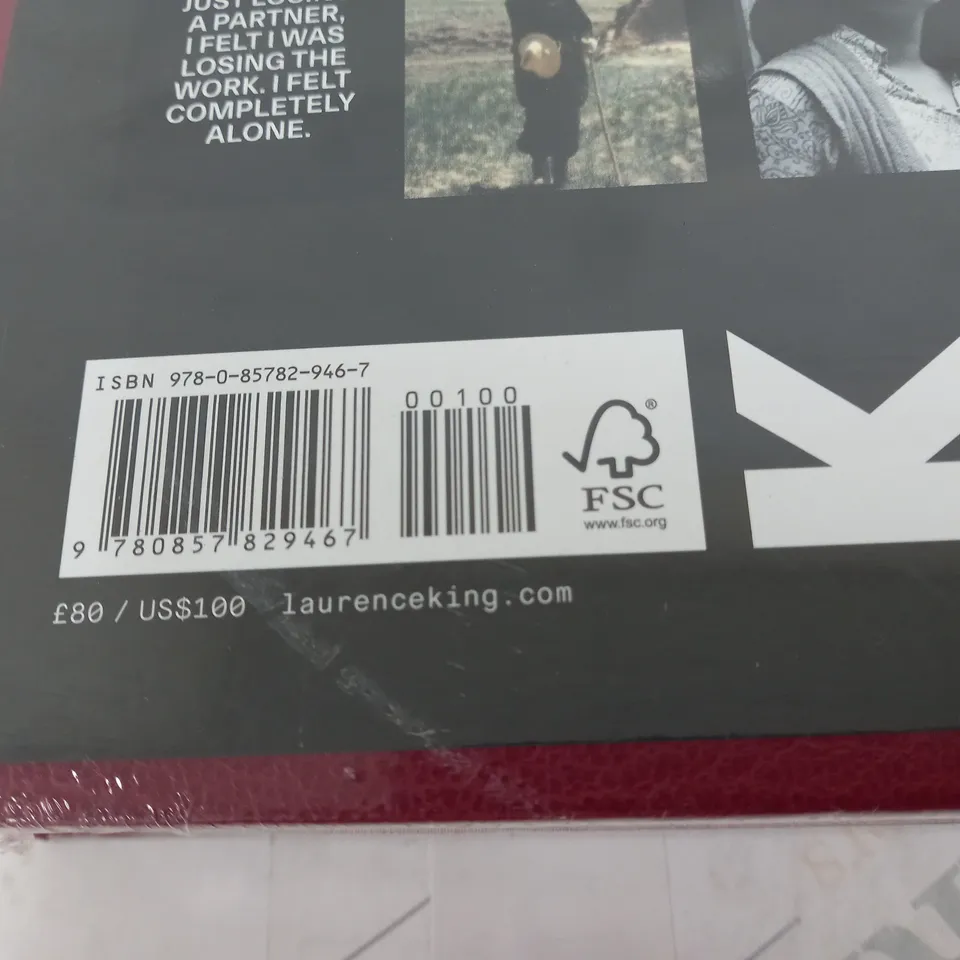 A PARTNER,
I FELT I WAS
LOSING THE
WORK. I FELT
COMPLETELY
ALONE.
ISBN 978-0-85782-946-7
00100
9 780857 829467
FSC
www.fsc.org
£80 / US$100 laurenceking.com
K